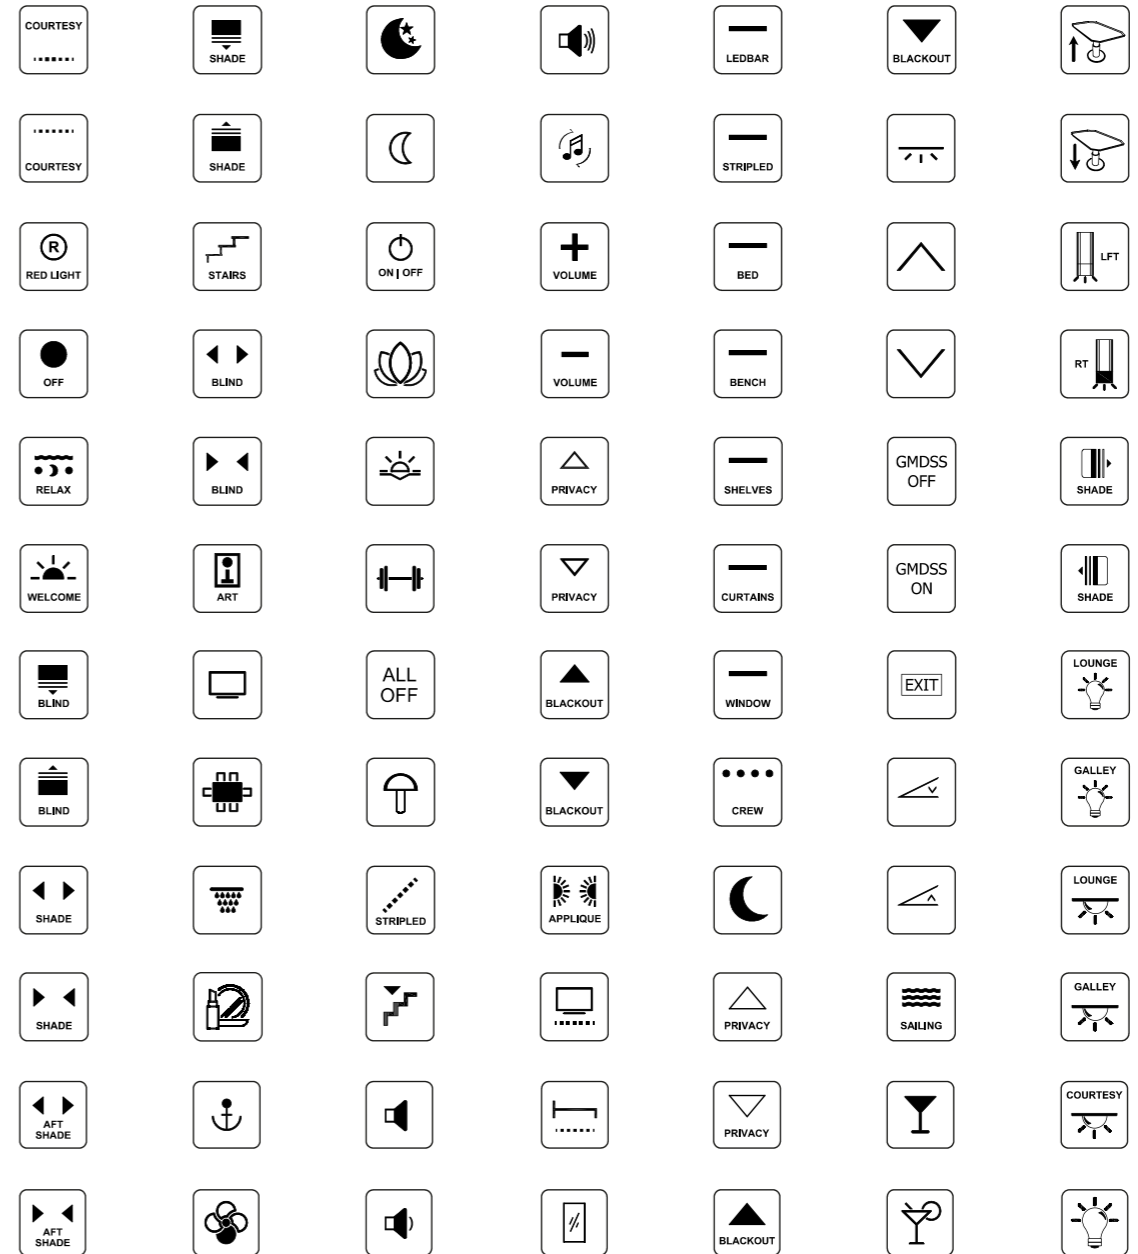 COURTESY
SHADE
LEDBAR
BLACKOUT
COURTESY
SHADE
STRIPLED
R
RED LIGHT
STAIRS
ON | OFF
VOLUME
BED
LFT
OFF
BLIND
VOLUME
BENCH
RT
RELAX
BLIND
PRIVACY
SHELVES
GMDSS
OFF
SHADE
WELCOME
ART
PRIVACY
CURTAINS
GMDSS
ON
SHADE
BLIND
ALL
OFF
BLACKOUT
WINDOW
EXIT
LOUNGE
BLIND
BLACKOUT
CREW
GALLEY
SHADE
STRIPLED
APPLIQUE
LOUNGE
SHADE
PRIVACY
SAILING
GALLEY
AFT
SHADE
PRIVACY
COURTESY
AFT
SHADE
BLACKOUT